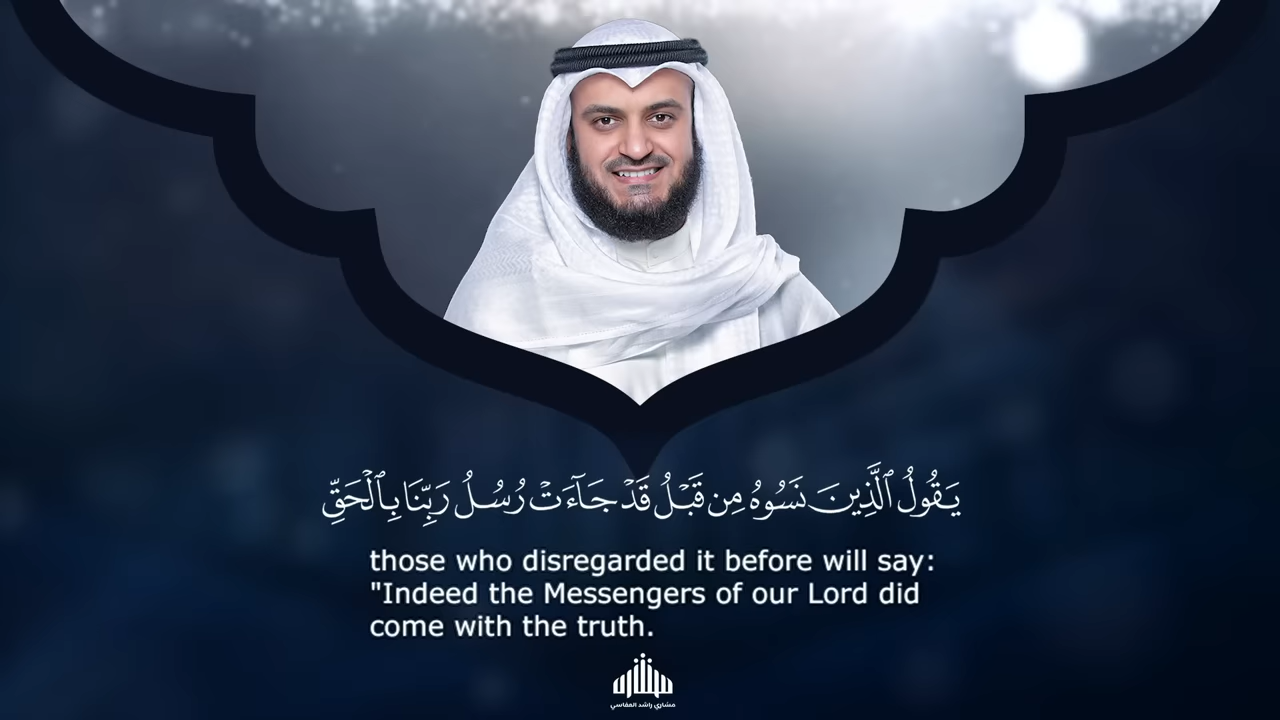 يَقُولُ ٱلَّذِينَ نَسُوهُ مِن قَبْلُ قَدْ جَآءَتْ رُسُلُ رَبِّنَا بِٱلْحَقِّ
those who disregarded it before will say:
"Indeed the Messengers of our Lord did
come with the truth.
مشاري راشد العفاسي